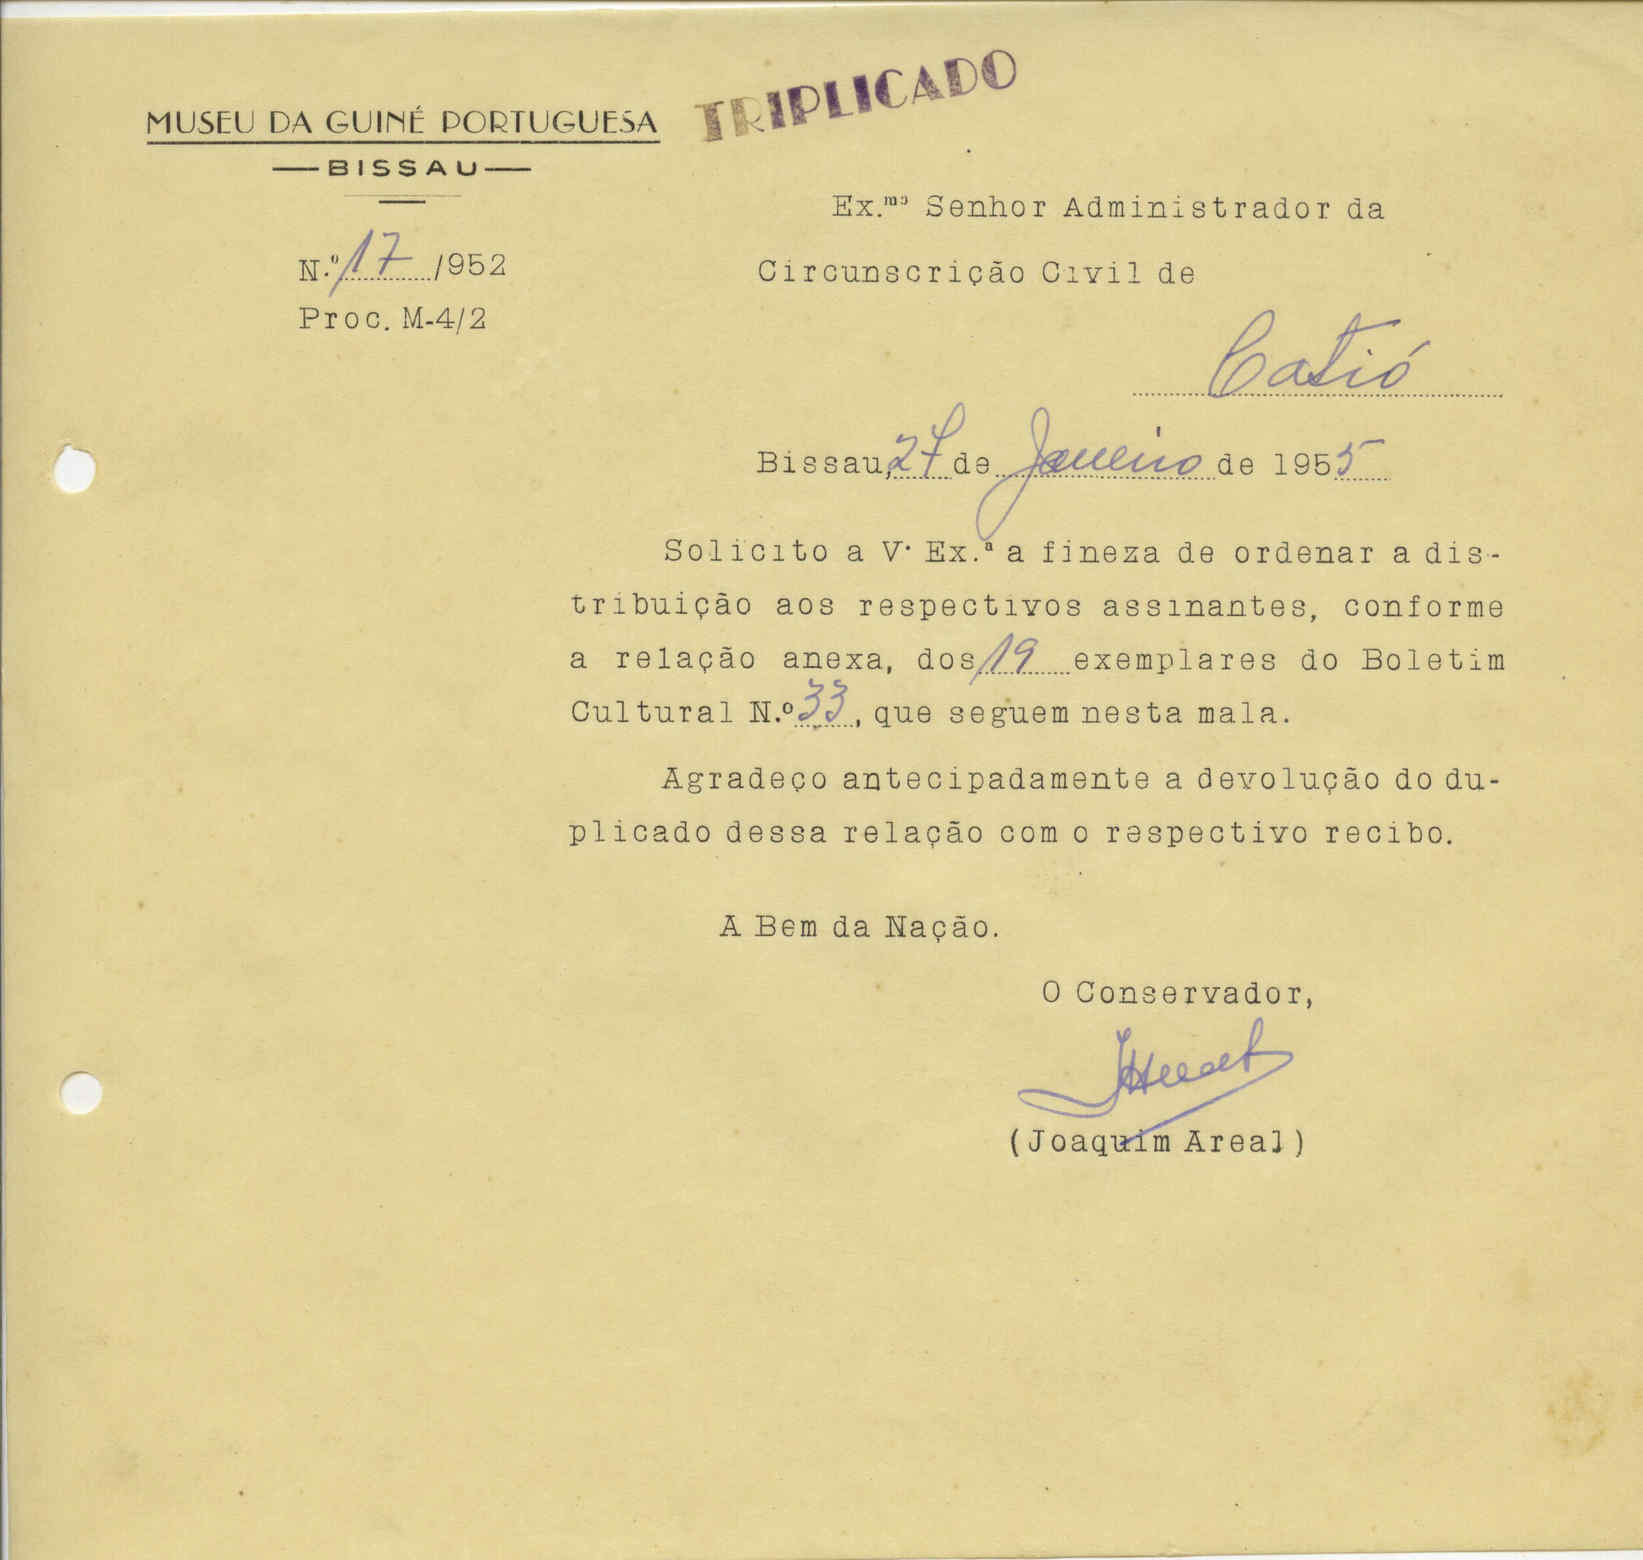 TRIPLICADO
MUSEU DA GUINÉ PORTUGUESA
BISSAU
Ex.mo Senhor Administrador da
N.º 17 /952
Circunscrição Civil de
Proc. M-4/2
Catió
Bissau, 27 de Janeiro de 1955
Solicito a V. Ex.ª a fineza de ordenar a dis-
tribuição aos respectivos assinantes, conforme
a relação anexa, dos 19 exemplares do Boletim
Cultural N.º 33, que seguem nesta mala.
Agradeço antecipadamente a devolução do du-
plicado dessa relação com o respectivo recibo.
A Bem da Nação.
O Conservador,
(Joaquim Areal)